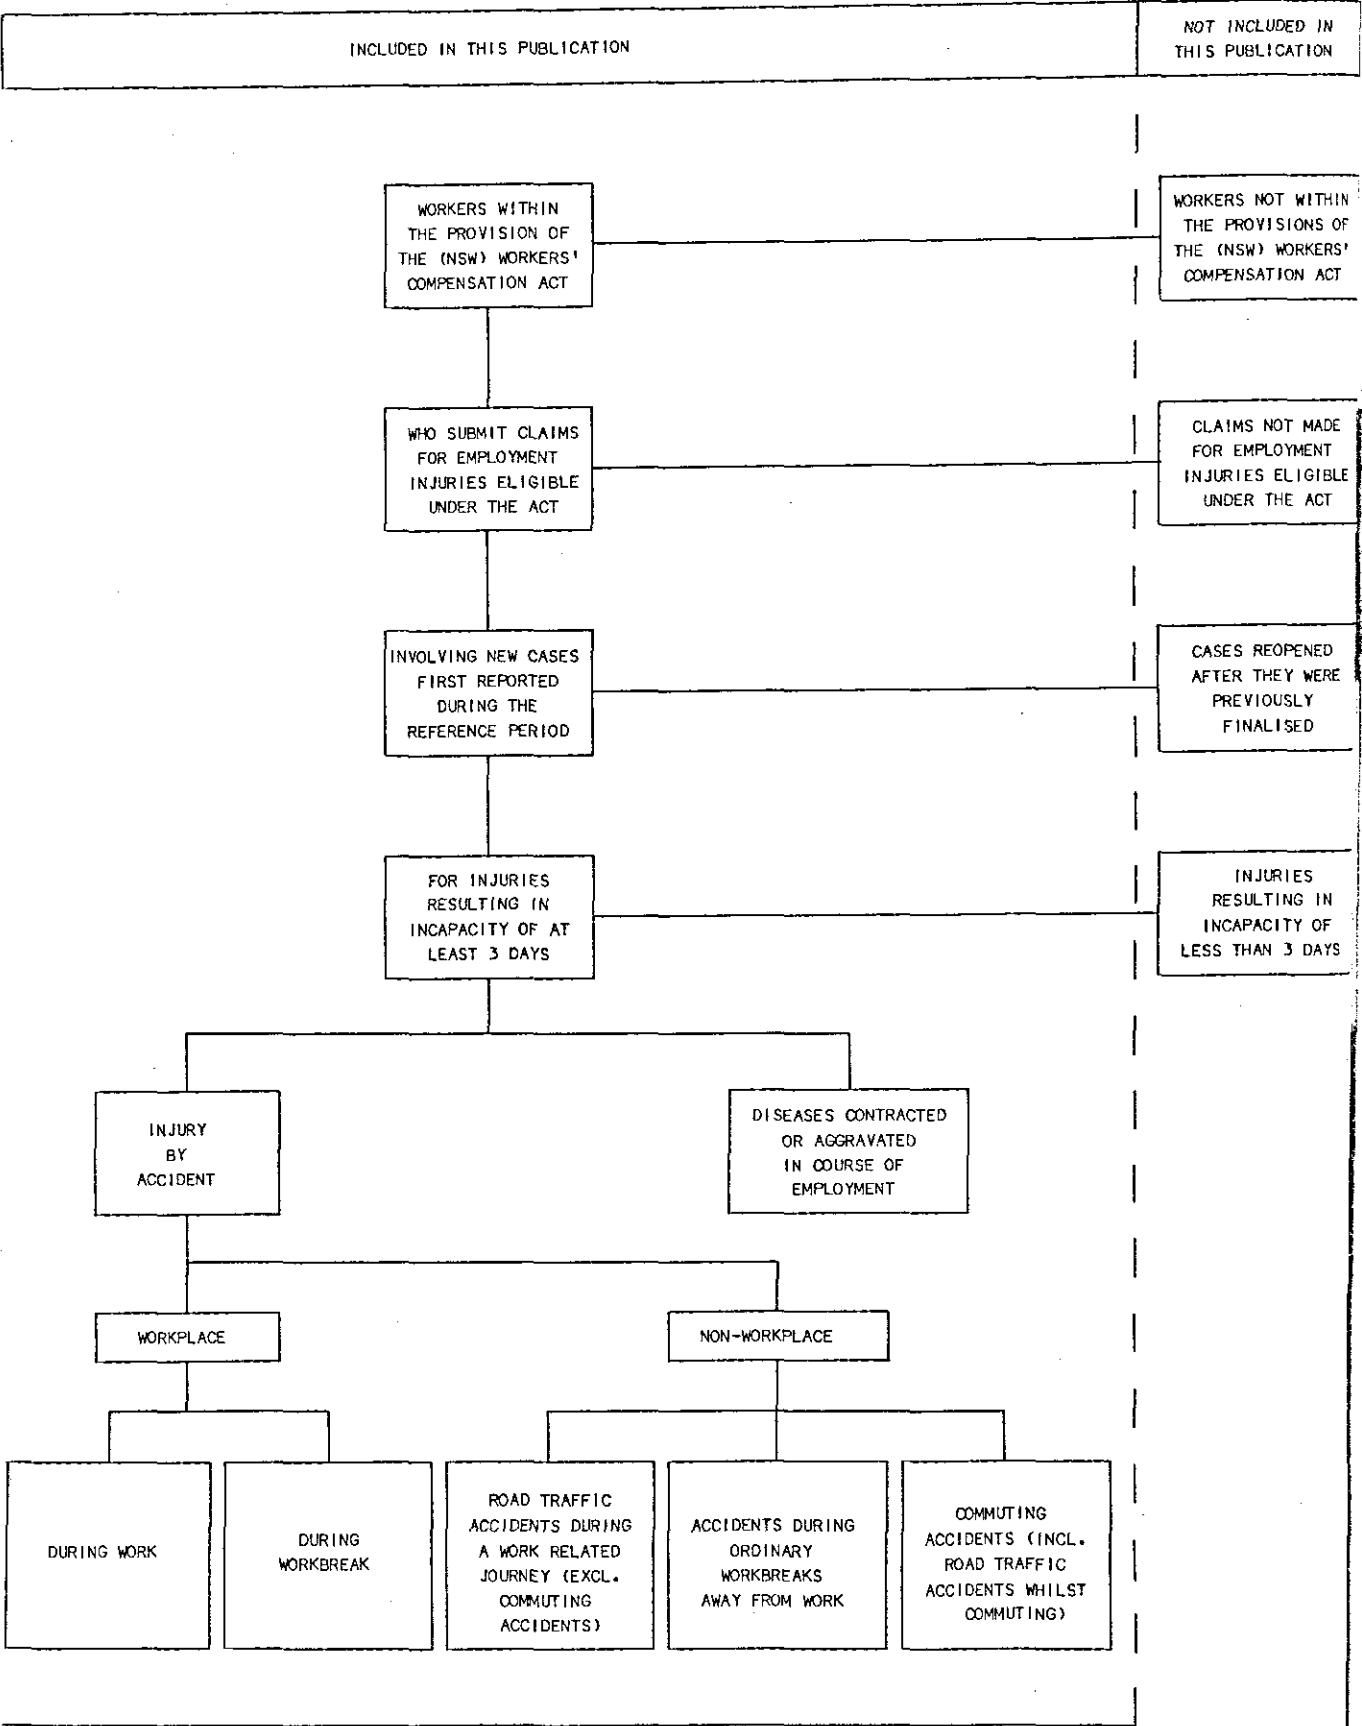 INCLUDED IN THIS PUBLICATION
NOT INCLUDED IN
THIS PUBLICATION
WORKERS WITHIN
THE PROVISION OF
THE (NSW) WORKERS'
COMPENSATION ACT
WORKERS NOT WITHIN
THE PROVISIONS OF
THE (NSW) WORKERS'
COMPENSATION ACT
WHO SUBMIT CLAIMS
FOR EMPLOYMENT
INJURIES ELIGIBLE
UNDER THE ACT
CLAIMS NOT MADE
FOR EMPLOYMENT
INJURIES ELIGIBLE
UNDER THE ACT
INVOLVING NEW CASES
FIRST REPORTED
DURING THE
REFERENCE PERIOD
CASES REOPENED
AFTER THEY WERE
PREVIOUSLY
FINALISED
FOR INJURIES
RESULTING IN
INCAPACITY OF AT
LEAST 3 DAYS
INJURIES
RESULTING IN
INCAPACITY OF
LESS THAN 3 DAYS
INJURY
BY
ACCIDENT
DISEASES CONTRACTED
OR AGGRAVATED
IN COURSE OF
EMPLOYMENT
WORKPLACE
NON-WORKPLACE
DURING WORK
DURING
WORKBREAK
ROAD TRAFFIC
ACCIDENTS DURING
A WORK RELATED
JOURNEY (EXCL.
COMMUTING
ACCIDENTS)
ACCIDENTS DURING
ORDINARY
WORKBREAKS
AWAY FROM WORK
COMMUTING
ACCIDENTS (INCL.
ROAD TRAFFIC
ACCIDENTS WHILST
COMMUTING)